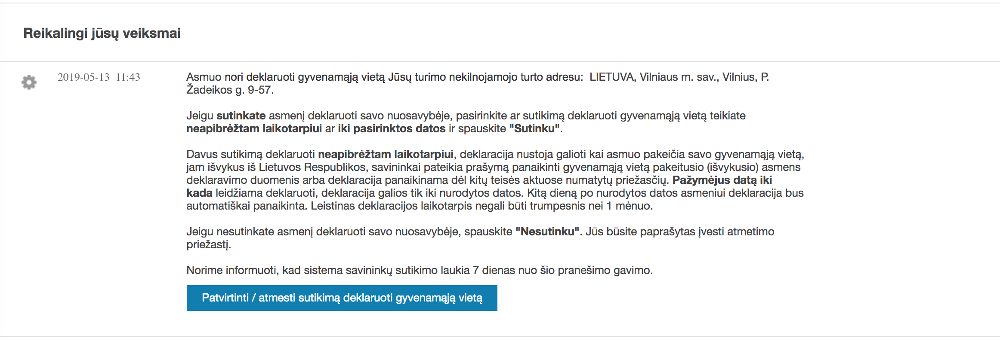 Reikalingi jūsų veiksmai
2019-05-13 11:43
Asmuo nori deklaruoti gyvenamąją vietą Jūsų turimo nekilnojamojo turto adresu: LIETUVA, Vilniaus m. sav., Vilnius, P.
Žadeikos g. 9-57.
Jeigu sutinkate asmenį deklaruoti savo nuosavybėje, pasirinkite ar sutikimą deklaruoti gyvenamąją vietą teikiate
neapibrėžtam laikotarpiui ar iki pasirinktos datos ir spauskite "Sutinku".
Davus sutikimą deklaruoti neapibrėžtam laikotarpiui, deklaracija nustoja galioti kai asmuo pakeičia savo gyvenamąją vietą,
jam išvykus iš Lietuvos Respublikos, savininkai pateikia prašymą panaikinti gyvenamąją vietą pakeitusio (išvykusio) asmens
deklaravimo duomenis arba deklaracija panaikinama dėl kitų teisės aktuose numatytų priežasčių. Pažymėjus datą iki
kada leidžiama deklaruoti, deklaracija galios tik iki nurodytos datos. Kitą dieną po nurodytos datos asmeniui deklaracija bus
automatiškai panaikinta. Leistinas deklaracijos laikotarpis negali būti trumpesnis nei 1 mėnuo.
Jeigu nesutinkate asmenį deklaruoti savo nuosavybėje, spauskite "Nesutinku". Jūs būsite paprašytas įvesti atmetimo
priežastį.
Norime informuoti, kad sistema savininkų sutikimo laukia 7 dienas nuo šio pranešimo gavimo.
Patvirtinti / atmesti sutikimą deklaruoti gyvenamąją vietą